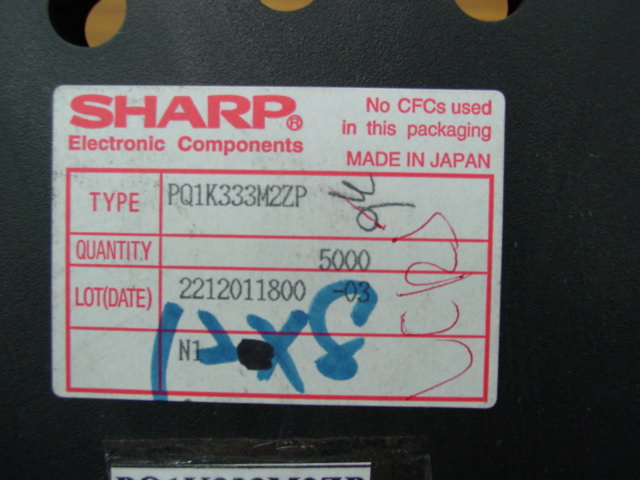 SHARP®
Electronic Components
No CFCs used
in this packaging
MADE IN JAPAN
TYPE PQ1K333M2ZP
QUANTITY 5000
LOT(DATE) 2212011800 -03
N1
PQ1K333M2ZP